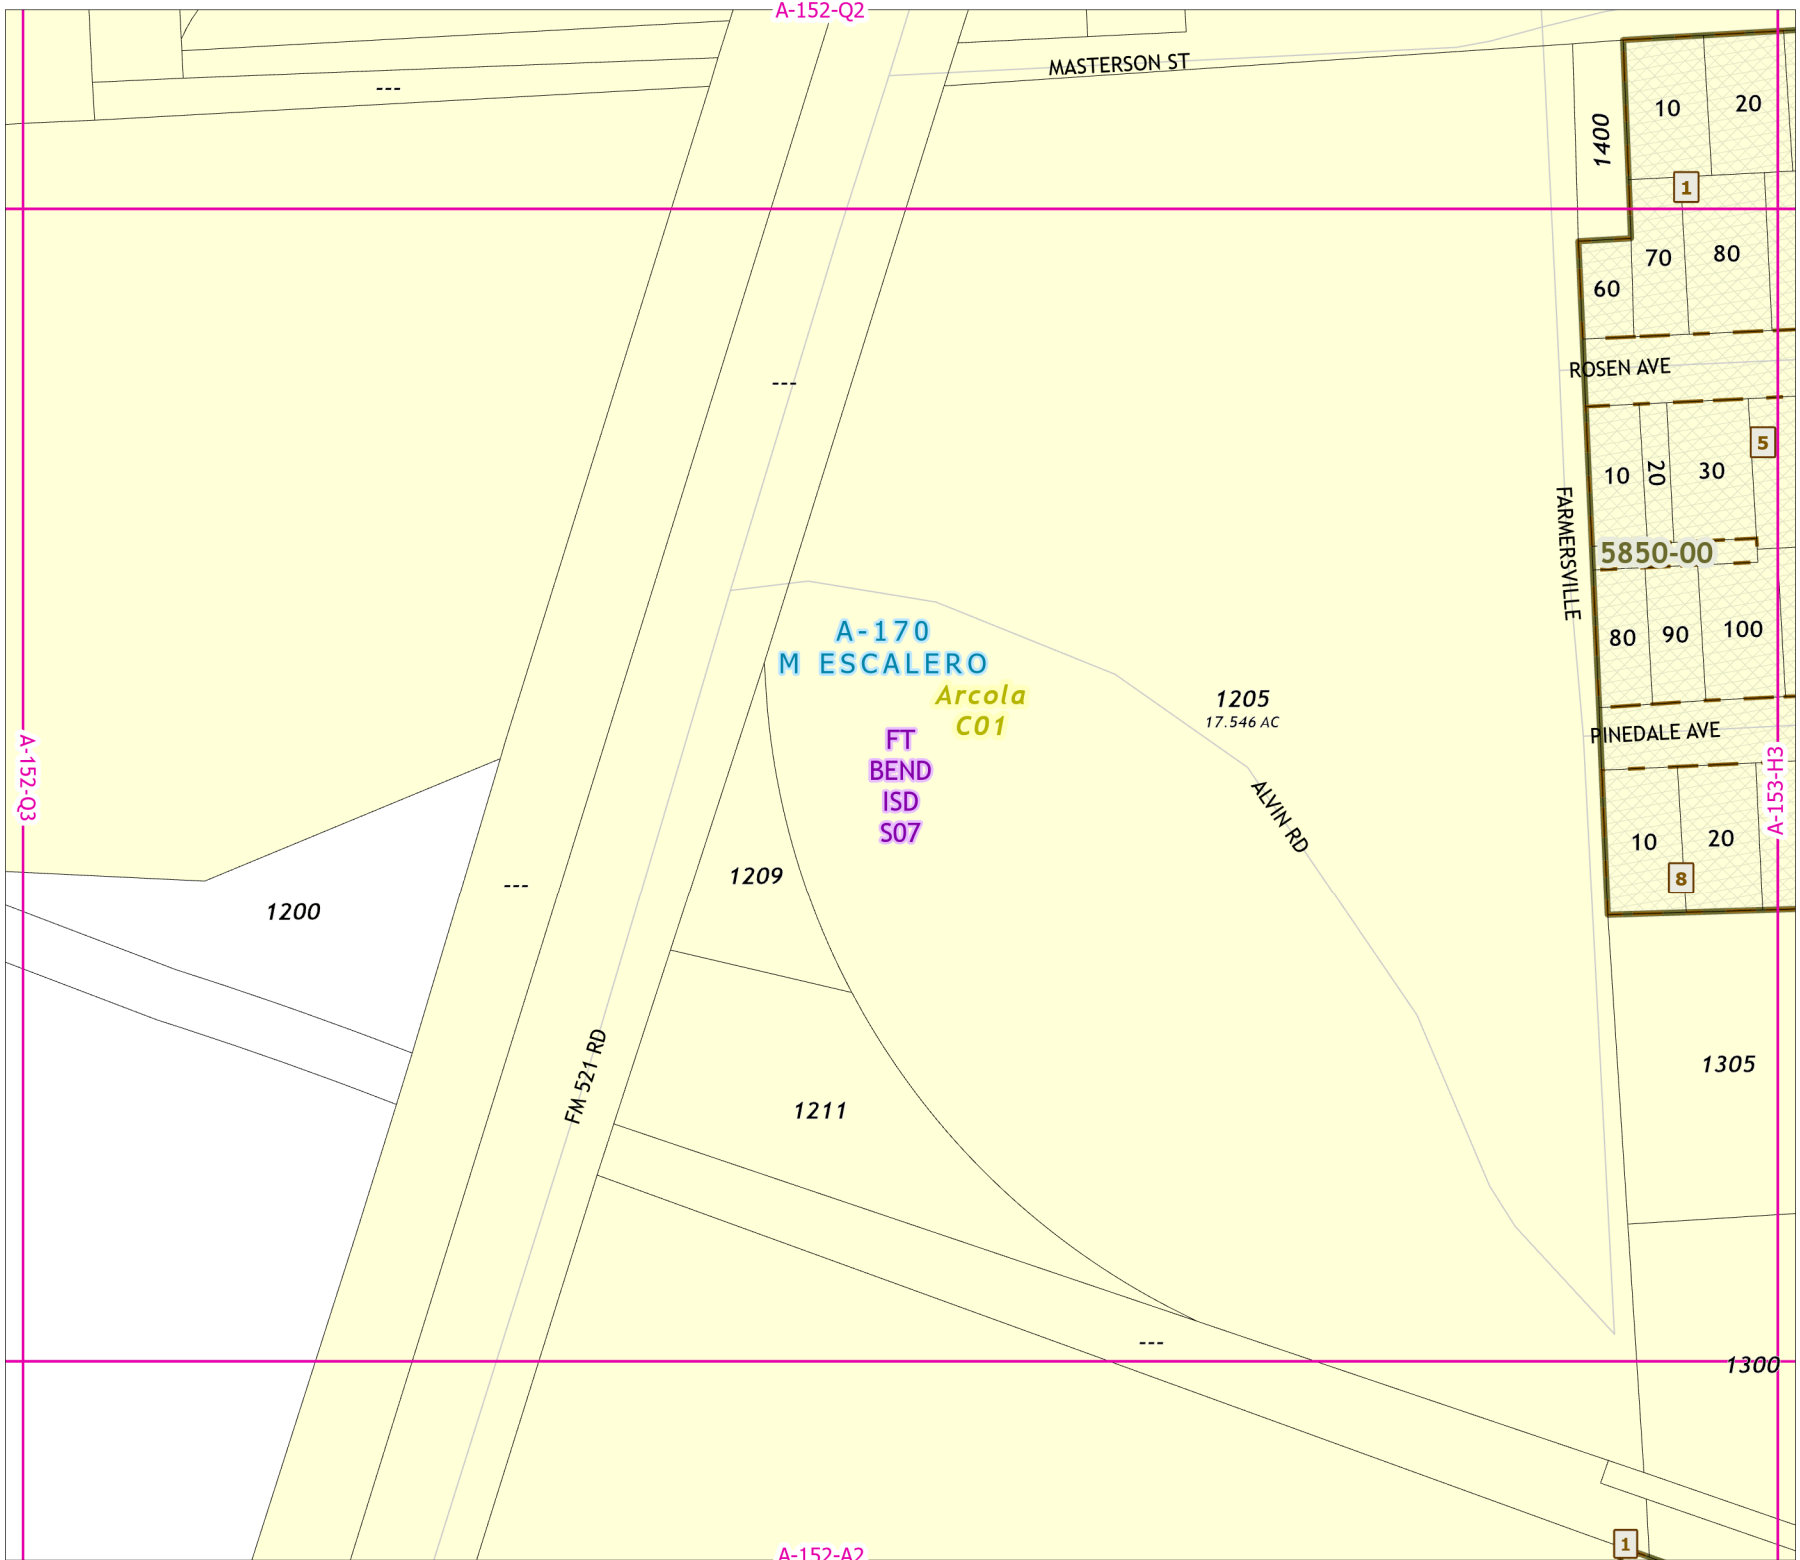 A-152-Q2
MASTERSON ST
---
10
20
1400
1
70
80
60
ROSEN AVE
---
5
10
20
30
FARMERSVILLE
5850-00
A-170
M ESCALERO
80
90
100
Arcola
C01
1205
17.546 AC
FT
BEND
ISD
S07
PINEDALE AVE
A-152-Q3
A-153-H3
ALVIN RD
10
20
1209
8
---
1200
1305
FM 521 RD
1211
---
1300
1
A-152-A2